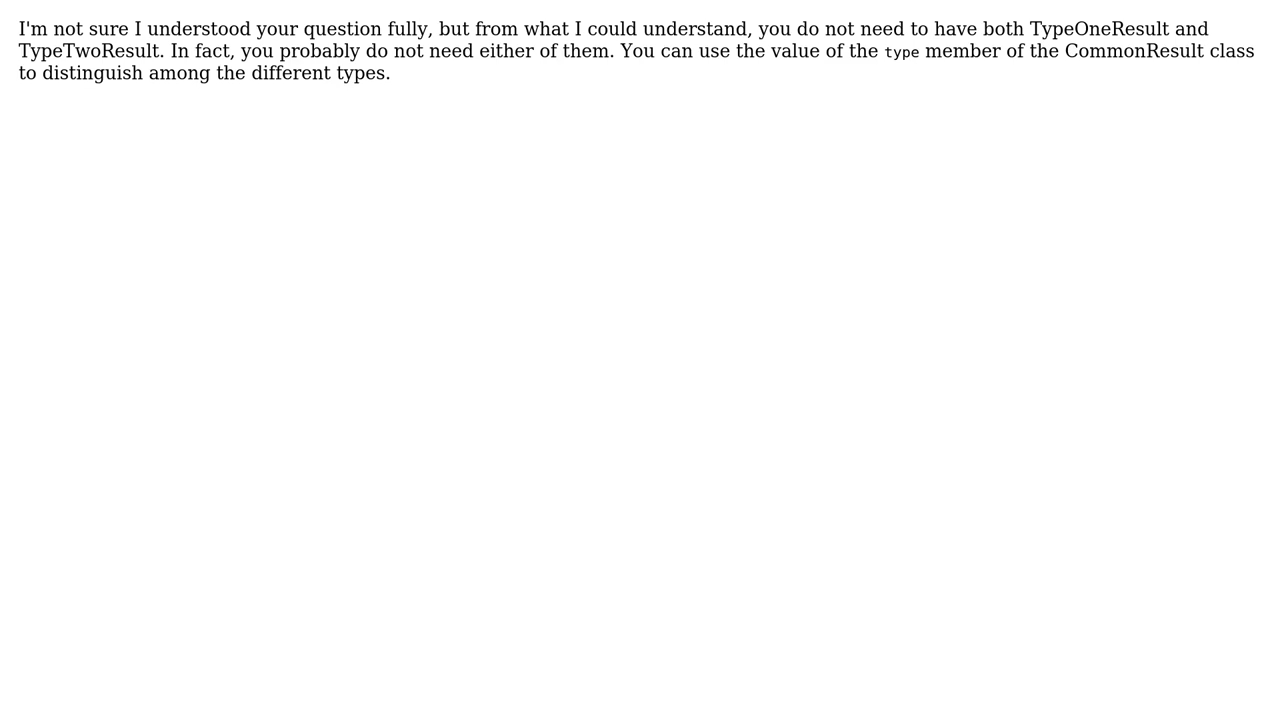 I'm not sure I understood your question fully, but from what I could understand, you do not need to have both TypeOneResult and
TypeTwoResult. In fact, you probably do not need either of them. You can use the value of the type member of the CommonResult class
to distinguish among the different types.